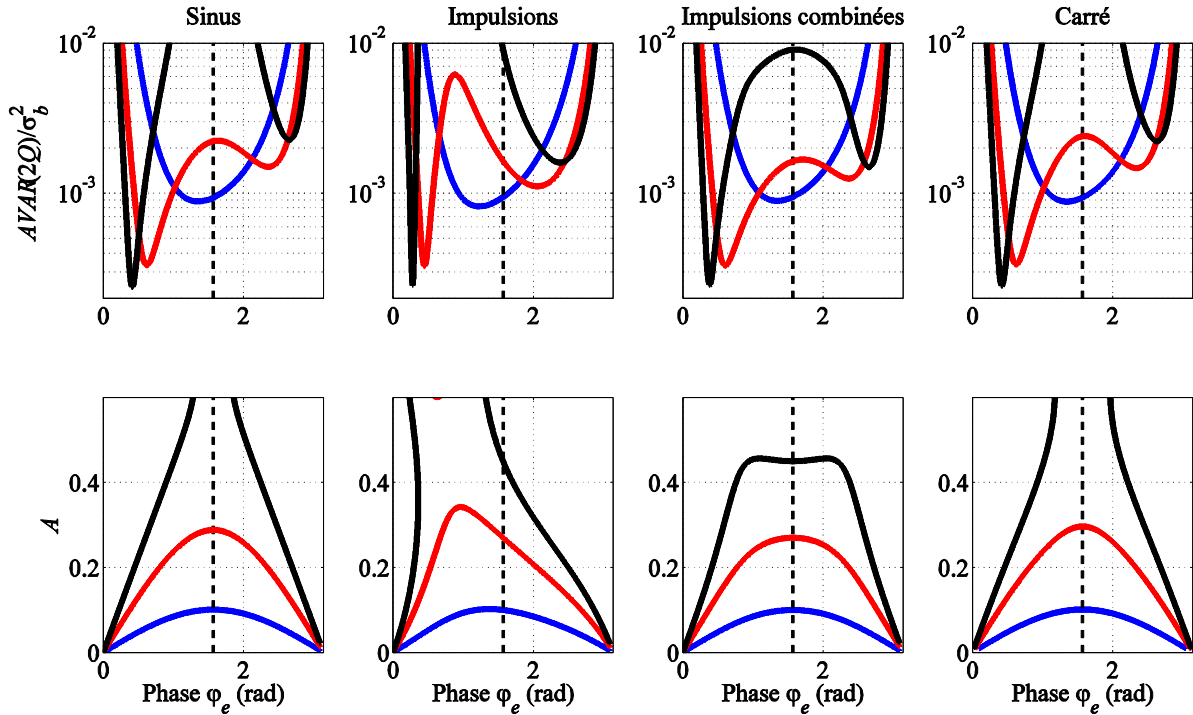 Sinus Impulsions Impulsions combinées Carré
AVAR(2Q)/σ_b^2
10^-2 10^-2 10^-2 10^-2
10^-3 10^-3 10^-3 10^-3
0 2 0 2 0 2 0 2
A
0.4 0.4 0.4 0.4
0.2 0.2 0.2 0.2
0 0 0 0
0 2 0 2 0 2 0 2
Phase φ_e (rad) Phase φ_e (rad) Phase φ_e (rad) Phase φ_e (rad)